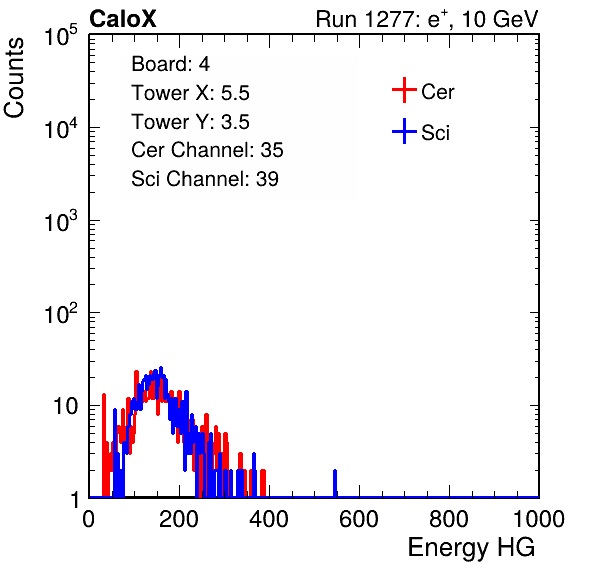 CaloX Run 1277: e⁺, 10 GeV
Counts
Board: 4
Tower X: 5.5
Tower Y: 3.5
Cer Channel: 35
Sci Channel: 39
Cer
Sci
10⁵
10⁴
10³
10²
10
1
0 200 400 600 800 1000
Energy HG